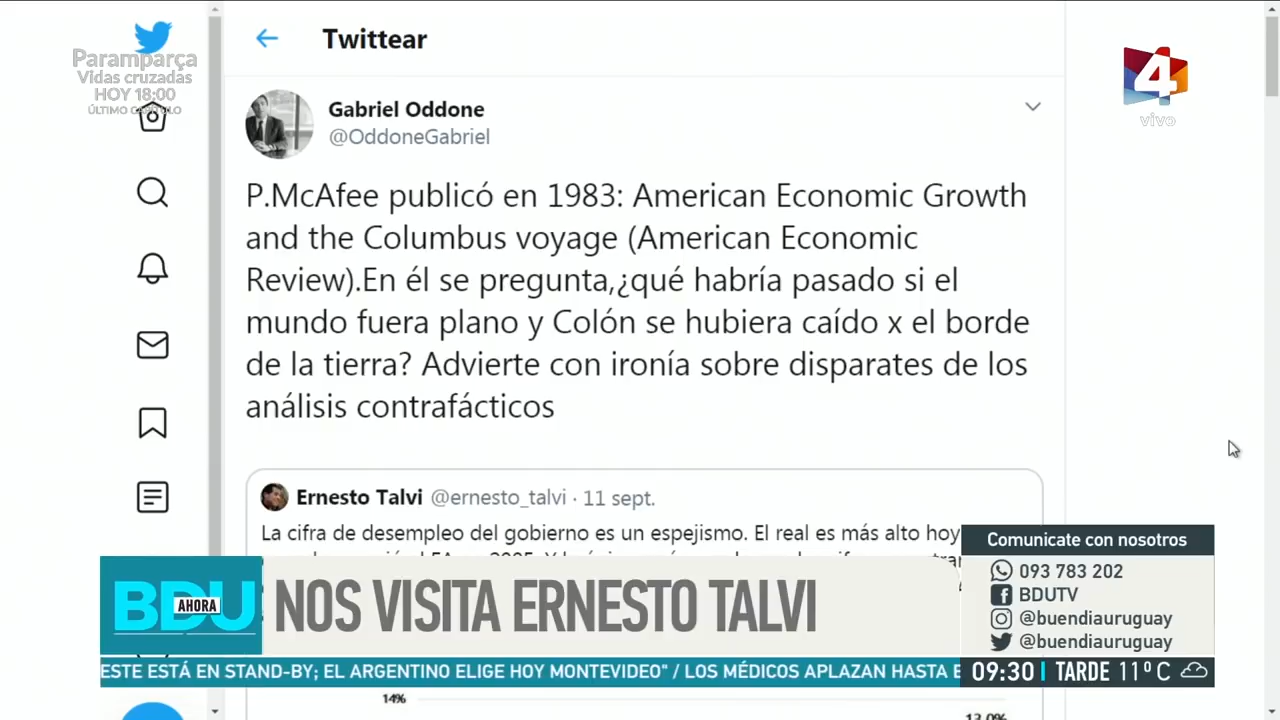 Twittear
Paramparça
Vidas cruzadas
HOY 18:00
ÚLTIMO CAPÍTULO
4
vivo
Gabriel Oddone
@OddoneGabriel
P.McAfee publicó en 1983: American Economic Growth
and the Columbus voyage (American Economic
Review).En él se pregunta,¿qué habría pasado si el
mundo fuera plano y Colón se hubiera caído x el borde
de la tierra? Advierte con ironía sobre disparates de los
análisis contrafácticos
Ernesto Talvi @ernesto_talvi · 11 sept.
La cifra de desempleo del gobierno es un espejismo. El real es más alto hoy
Comunicate con nosotros
093 783 202
BDUTV
@buendiauruguay
@buendiauruguay
BDU
AHORA
NOS VISITA ERNESTO TALVI
ESTE ESTÁ EN STAND-BY; EL ARGENTINO ELIGE HOY MONTEVIDEO" / LOS MÉDICOS APLAZAN HASTA E
09:30 TARDE 11°C
14%
13,0%